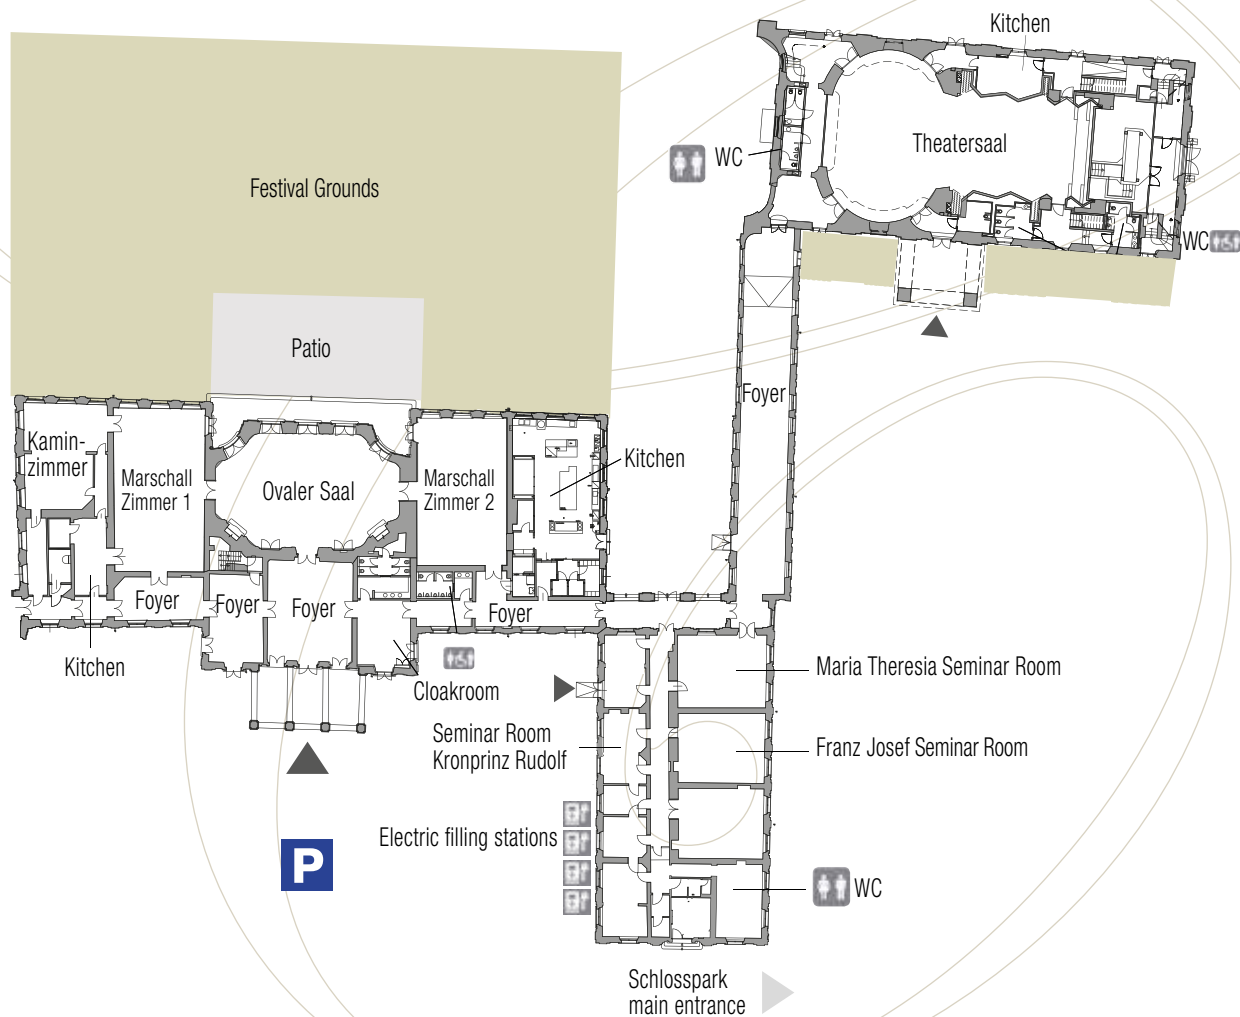 Kitchen
Theatersaal
WC
WC
Festival Grounds
Patio
Foyer
Kamin-
zimmer
Marschall
Zimmer 1
Ovaler Saal
Marschall
Zimmer 2
Kitchen
Foyer
Foyer
Foyer
Foyer
Kitchen
Cloakroom
Maria Theresia Seminar Room
Seminar Room
Kronprinz Rudolf
Franz Josef Seminar Room
Electric filling stations
P
WC
Schlosspark
main entrance